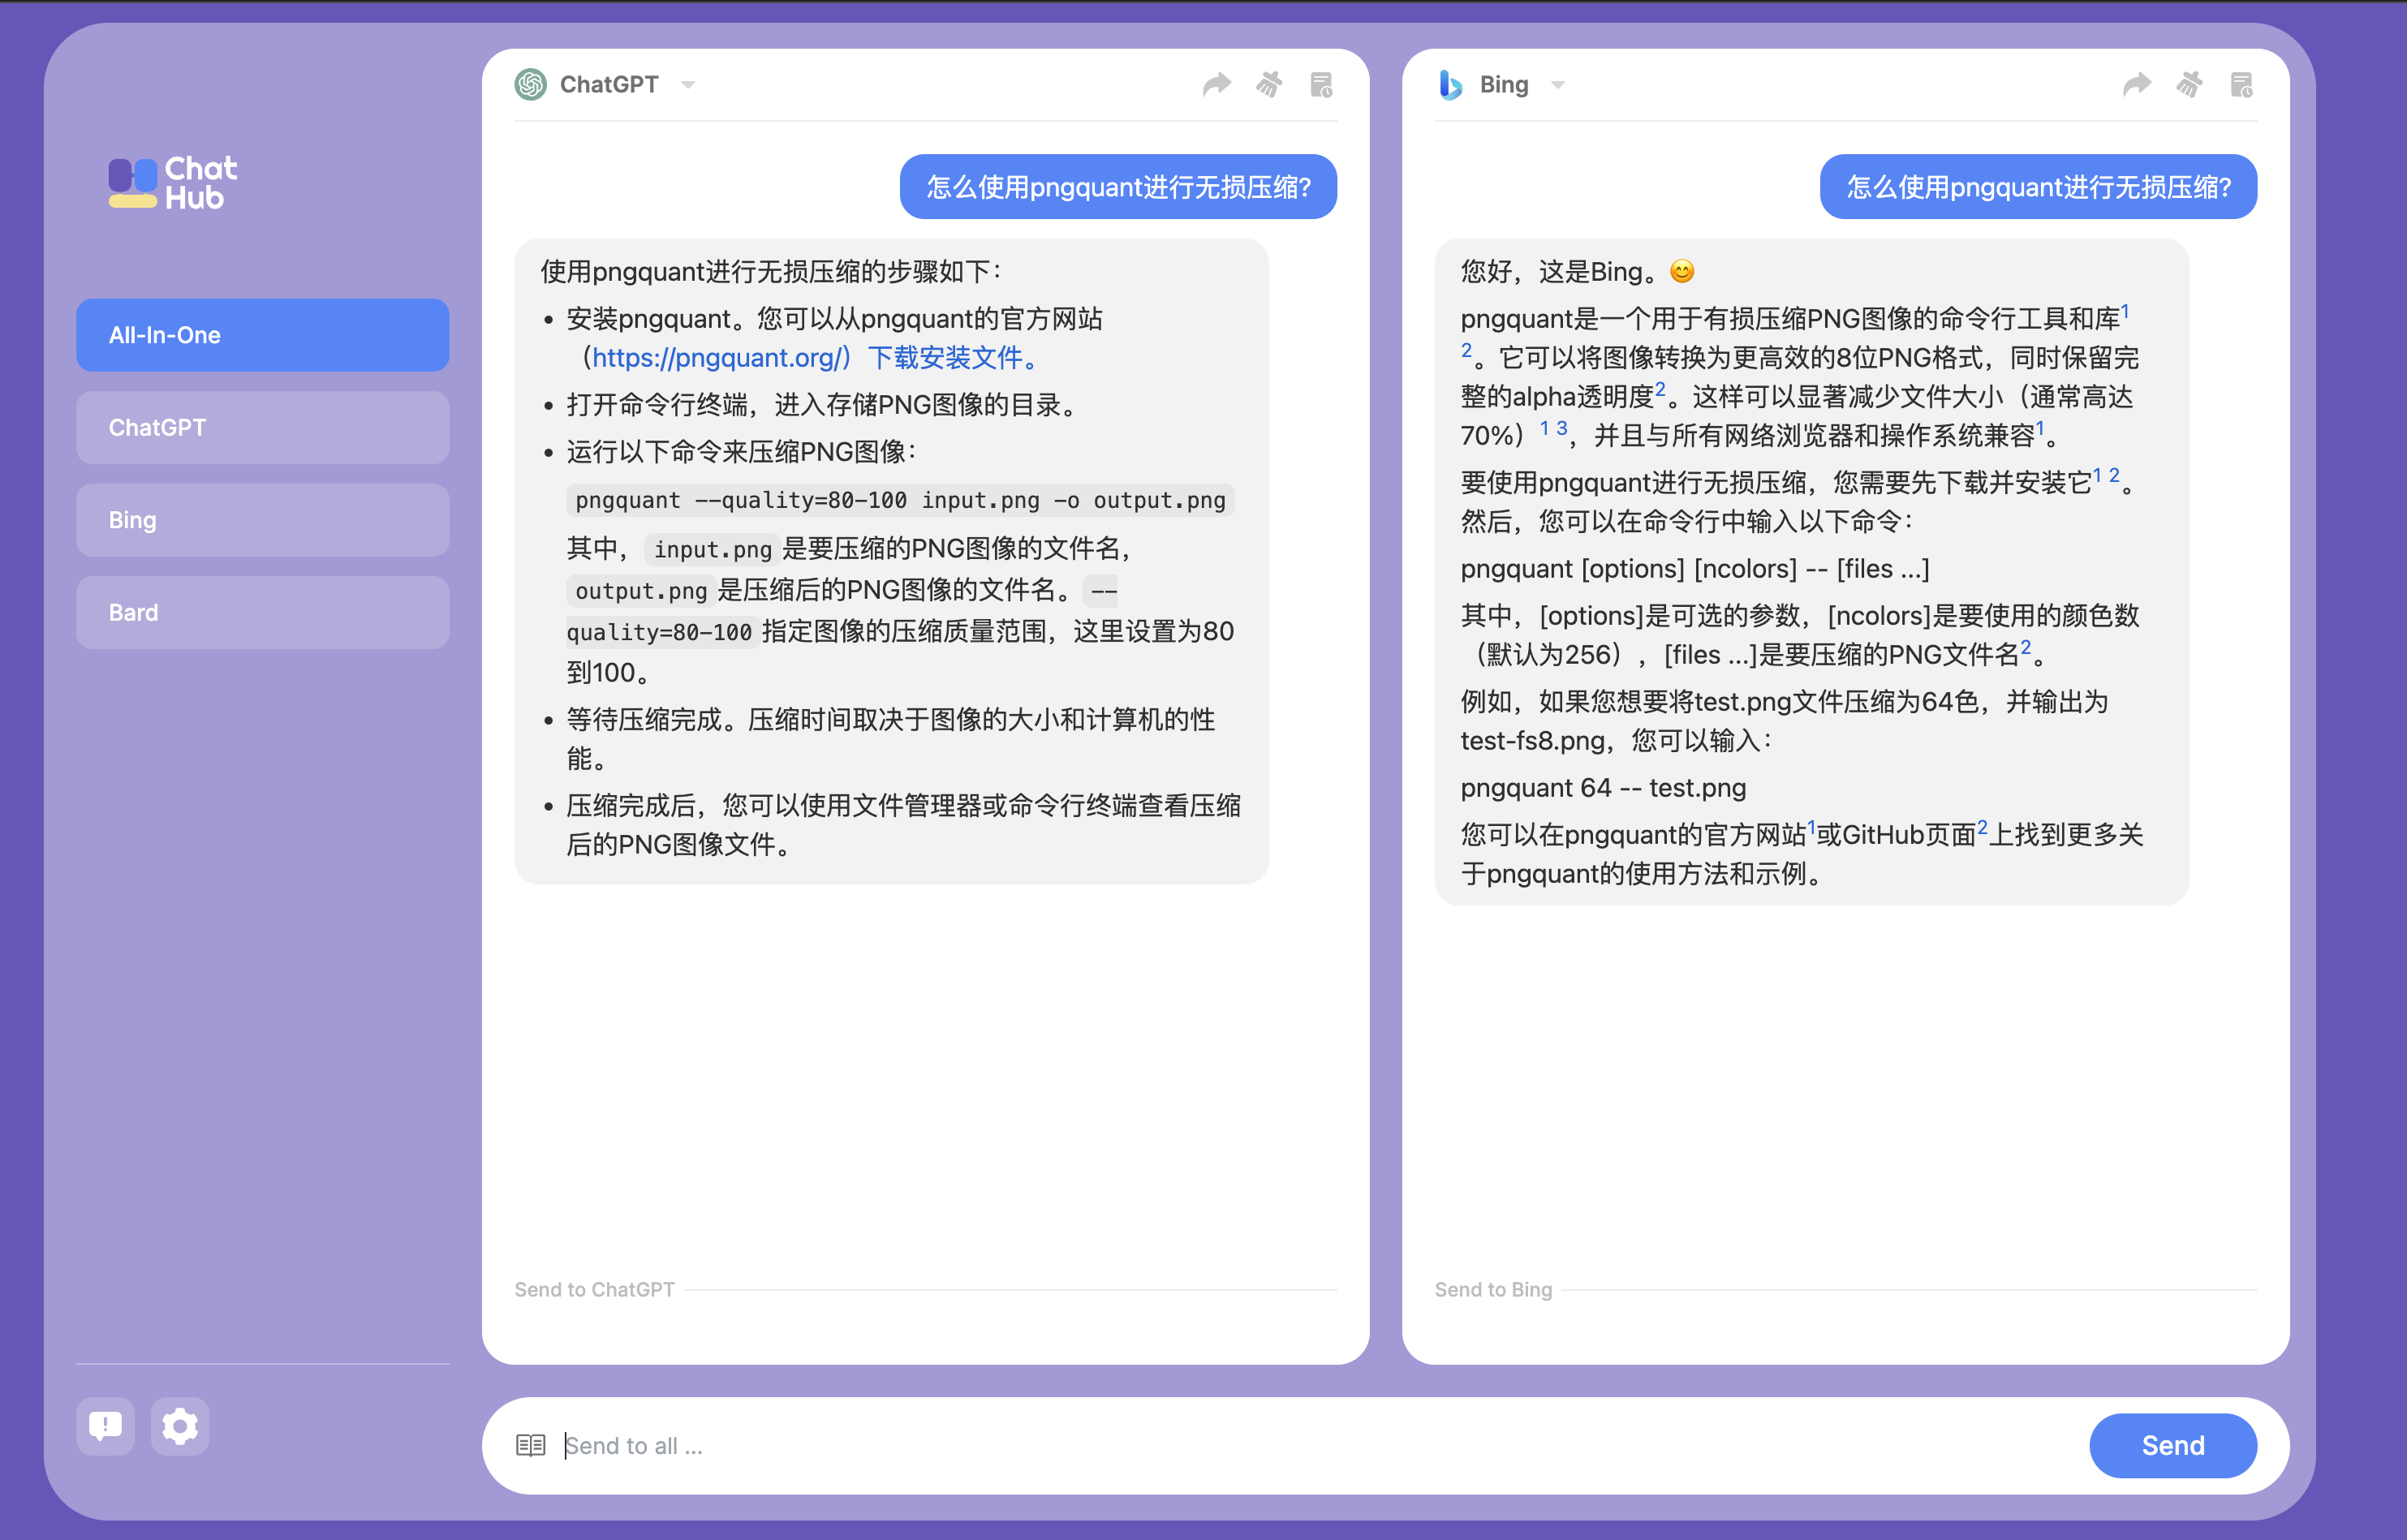 Chat
Hub
All-In-One
ChatGPT
Bing
Bard
ChatGPT
怎么使用pngquant进行无损压缩?
使用pngquant进行无损压缩的步骤如下：
• 安装pngquant。您可以从pngquant的官方网站
（https://pngquant.org/）下载安装文件。
• 打开命令行终端，进入存储PNG图像的目录。
• 运行以下命令来压缩PNG图像：
pngquant --quality=80-100 input.png -o output.png
其中，input.png是要压缩的PNG图像的文件名，
output.png是压缩后的PNG图像的文件名。--
quality=80-100指定图像的压缩质量范围，这里设置为80
到100。
• 等待压缩完成。压缩时间取决于图像的大小和计算机的性
能。
• 压缩完成后，您可以使用文件管理器或命令行终端查看压缩
后的PNG图像文件。
Send to ChatGPT
Bing
怎么使用pngquant进行无损压缩?
您好，这是Bing。😊
pngquant是一个用于有损压缩PNG图像的命令行工具和库1
2。它可以将图像转换为更高效的8位PNG格式，同时保留完
整的alpha透明度2。这样可以显著减少文件大小（通常高达
70%）1 3，并且与所有网络浏览器和操作系统兼容1。
要使用pngquant进行无损压缩，您需要先下载并安装它1 2。
然后，您可以在命令行中输入以下命令：
pngquant [options] [ncolors] -- [files ...]
其中，[options]是可选的参数，[ncolors]是要使用的颜色数
（默认为256），[files ...]是要压缩的PNG文件名2。
例如，如果您想要将test.png文件压缩为64色，并输出为
test-fs8.png，您可以输入：
pngquant 64 -- test.png
您可以在pngquant的官方网站1或GitHub页面2上找到更多关
于pngquant的使用方法和示例。
Send to Bing
Send to all ...
Send